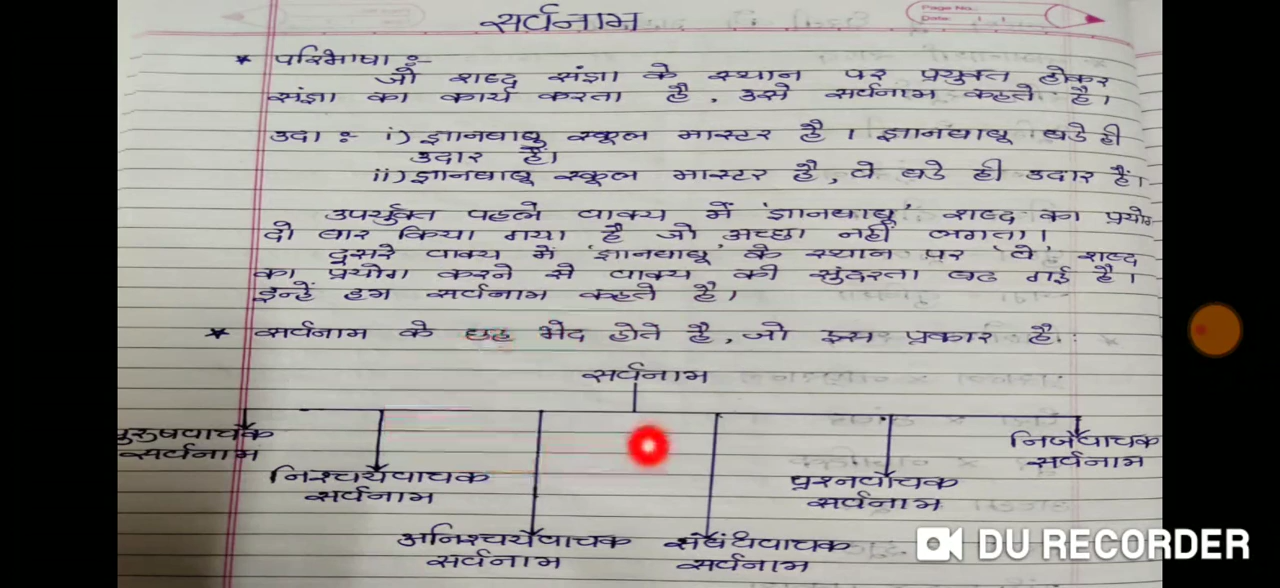 सर्वनाम
Page No.:
Date:
* परिभाषा :-
जो शब्द संज्ञा के स्थान पर प्रयुक्त होकर
संज्ञा का कार्य करता है, उसे सर्वनाम कहते है।
उदा : i) ज्ञानबाबू स्कूल मास्टर है । ज्ञानबाबू बडे ही
उदार हैं।
ii) ज्ञानबाबू स्कूल मास्टर है, वे बडे ही उदार हैं।
उपर्युक्त पहले वाक्य में 'ज्ञानबाबू' शब्द का प्रयोग
दो बार किया गया है जो अच्छा नहीं लगता।
दुसरे वाक्य में 'ज्ञानबाबू' के स्थान पर 'वे' शब्द
का प्रयोग करने से वाक्य की सुंदरता बढ गई है।
इन्हें हम सर्वनाम कहते है।
* सर्वनाम के छह भेद होते है, जो इस प्रकार है :
सर्वनाम
पुरुषवाचक
सर्वनाम
निश्चयवाचक
सर्वनाम
अनिश्चयवाचक
सर्वनाम
संबंधवाचक
सर्वनाम
प्रश्नवाचक
सर्वनाम
निजवाचक
सर्वनाम
DU RECORDER